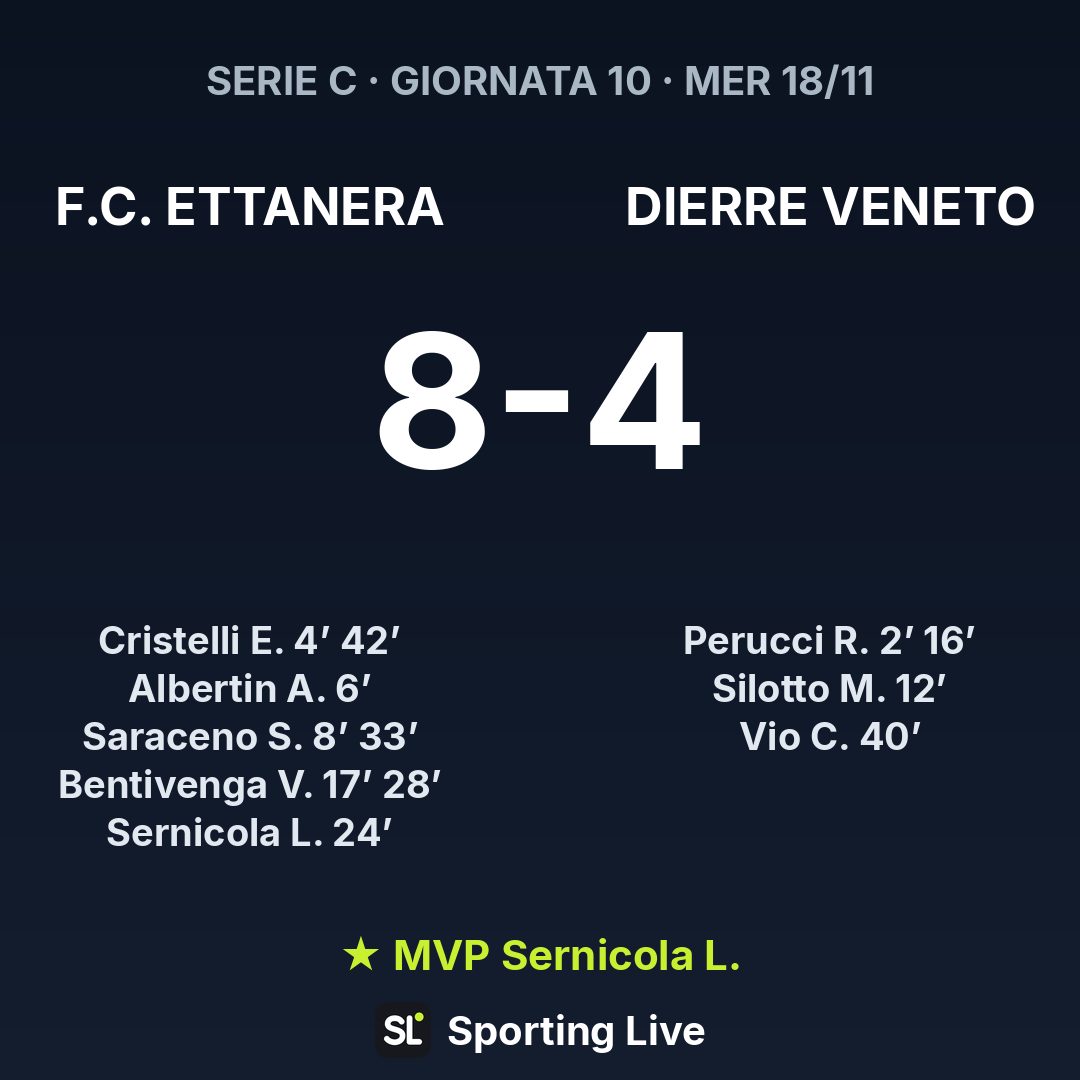 SERIE C · GIORNATA 10 · MER 18/11
F.C. ETTANERA
DIERRE VENETO
8-4
Cristelli E. 4′ 42′
Albertin A. 6′
Saraceno S. 8′ 33′
Bentivenga V. 17′ 28′
Sernicola L. 24′
Perucci R. 2′ 16′
Silotto M. 12′
Vio C. 40′
★ MVP Sernicola L.
SL Sporting Live